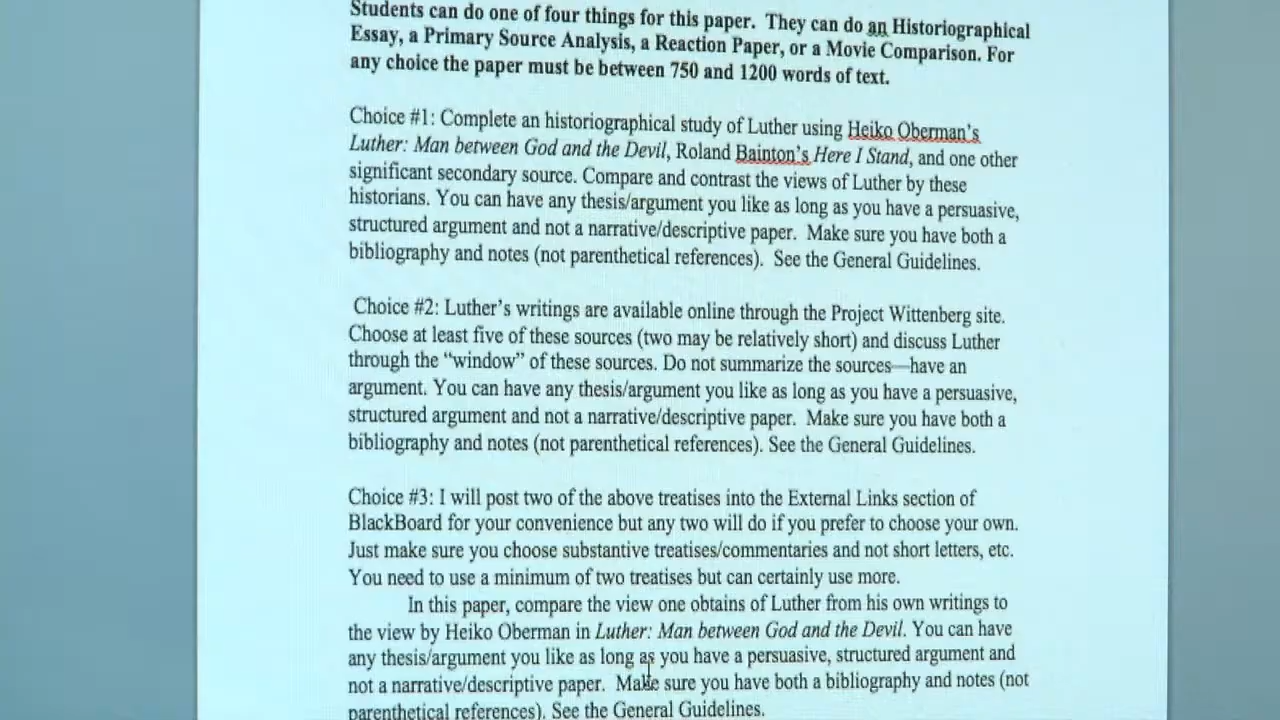 Students can do one of four things for this paper.  They can do an Historiographical
Essay, a Primary Source Analysis, a Reaction Paper, or a Movie Comparison. For
any choice the paper must be between 750 and 1200 words of text.
Choice #1: Complete an historiographical study of Luther using Heiko Oberman's
Luther: Man between God and the Devil, Roland Bainton's Here I Stand, and one other
significant secondary source. Compare and contrast the views of Luther by these
historians. You can have any thesis/argument you like as long as you have a persuasive,
structured argument and not a narrative/descriptive paper.  Make sure you have both a
bibliography and notes (not parenthetical references).  See the General Guidelines.
Choice #2: Luther's writings are available online through the Project Wittenberg site.
Choose at least five of these sources (two may be relatively short) and discuss Luther
through the “window” of these sources. Do not summarize the sources—have an
argument. You can have any thesis/argument you like as long as you have a persuasive,
structured argument and not a narrative/descriptive paper.  Make sure you have both a
bibliography and notes (not parenthetical references). See the General Guidelines.
Choice #3: I will post two of the above treatises into the External Links section of
BlackBoard for your convenience but any two will do if you prefer to choose your own.
Just make sure you choose substantive treatises/commentaries and not short letters, etc.
You need to use a minimum of two treatises but can certainly use more.
In this paper, compare the view one obtains of Luther from his own writings to
the view by Heiko Oberman in Luther: Man between God and the Devil. You can have
any thesis/argument you like as long as you have a persuasive, structured argument and
not a narrative/descriptive paper.  Make sure you have both a bibliography and notes (not
parenthetical references). See the General Guidelines.